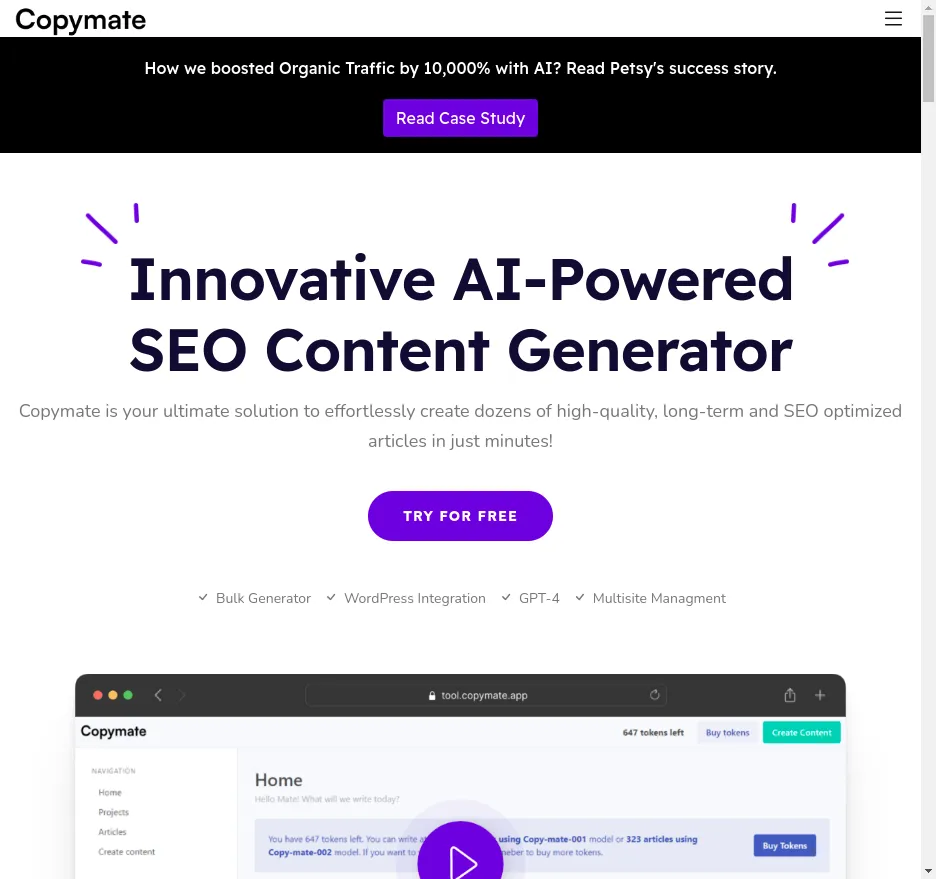 Copymate
How we boosted Organic Traffic by 10,000% with AI? Read Petsy's success story.
Read Case Study
Innovative AI-Powered
SEO Content Generator
Copymate is your ultimate solution to effortlessly create dozens of high-quality, long-term and SEO optimized
articles in just minutes!
TRY FOR FREE
Bulk Generator WordPress Integration GPT-4 Multisite Managment
tool.copymate.app
Copymate
647 tokens left Buy tokens Create Content
NAVIGATION
Home
Projects
Articles
Create content
Home
Hello Mate! What will we write today?
You have 647 tokens left. You can write using Copy-mate-001 model or 323 articles using
Copy-mate-002 model. If you want to to buy more tokens.
Buy Tokens